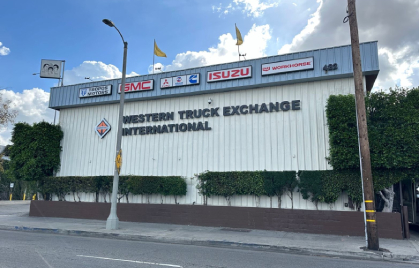 GMC
ISUZU
WORKHORSE
422
WESTERN TRUCK EXCHANGE
INTERNATIONAL